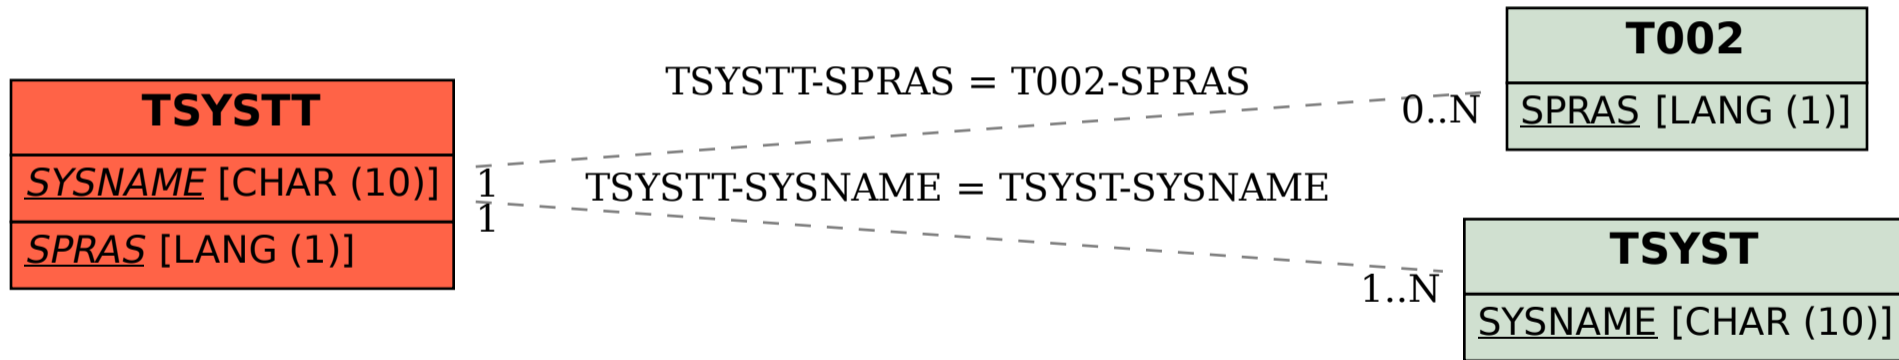 TSYSTT
SYSNAME [CHAR (10)]
SPRAS [LANG (1)]
TSYSTT-SPRAS = T002-SPRAS
1
0..N
TSYSTT-SYSNAME = TSYST-SYSNAME
1
1..N
T002
SPRAS [LANG (1)]
TSYST
SYSNAME [CHAR (10)]